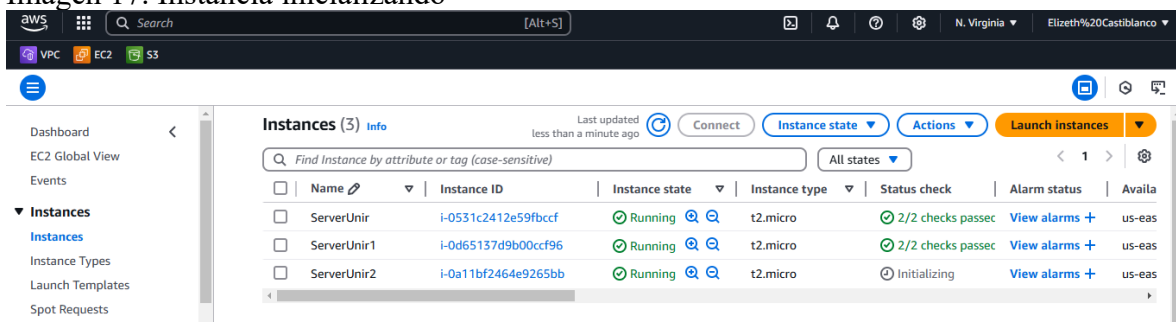 Imagen 17. Instancia inicializando
aws Search [Alt+S] N. Virginia Elizeth%20Castiblanco
VPC EC2 S3
Dashboard
EC2 Global View
Events
Instances
Instances
Instance Types
Launch Templates
Spot Requests
Instances (3) Info Last updated less than a minute ago Connect Instance state Actions Launch instances
Find Instance by attribute or tag (case-sensitive) All states 1
Name Instance ID Instance state Instance type Status check Alarm status Availa
ServerUnir i-0531c2412e59fbccf Running t2.micro 2/2 checks passec View alarms + us-eas
ServerUnir1 i-0d65137d9b00ccf96 Running t2.micro 2/2 checks passec View alarms + us-eas
ServerUnir2 i-0a11bf2464e9265bb Running t2.micro Initializing View alarms + us-eas